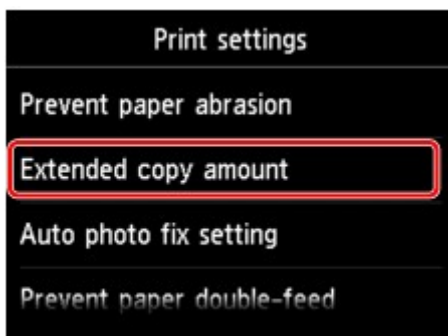 Print settings
Prevent paper abrasion
Extended copy amount
Auto photo fix setting
Prevent paper double-feed